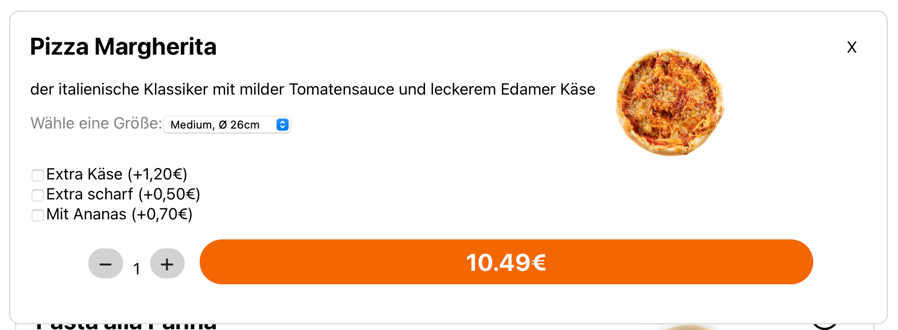 Pizza Margherita
X
der italienische Klassiker mit milder Tomatensauce und leckerem Edamer Käse
Wähle eine Größe: Medium, Ø 26cm
Extra Käse (+1,20€)
Extra scharf (+0,50€)
Mit Ananas (+0,70€)
− 1 + 10.49€